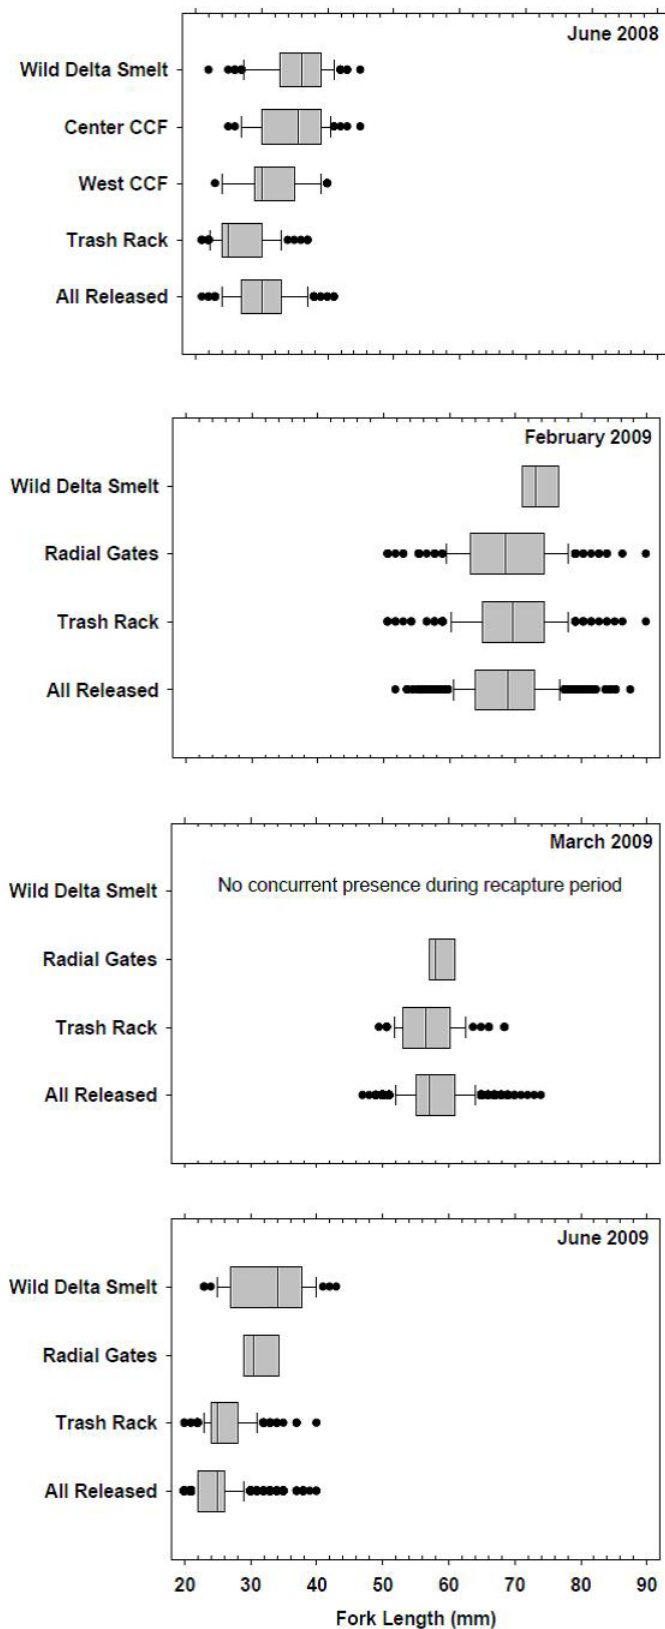 June 2008
Wild Delta Smelt
Center CCF
West CCF
Trash Rack
All Released
February 2009
Wild Delta Smelt
Radial Gates
Trash Rack
All Released
March 2009
Wild Delta Smelt
No concurrent presence during recapture period
Radial Gates
Trash Rack
All Released
June 2009
Wild Delta Smelt
Radial Gates
Trash Rack
All Released
20 30 40 50 60 70 80 90
Fork Length (mm)